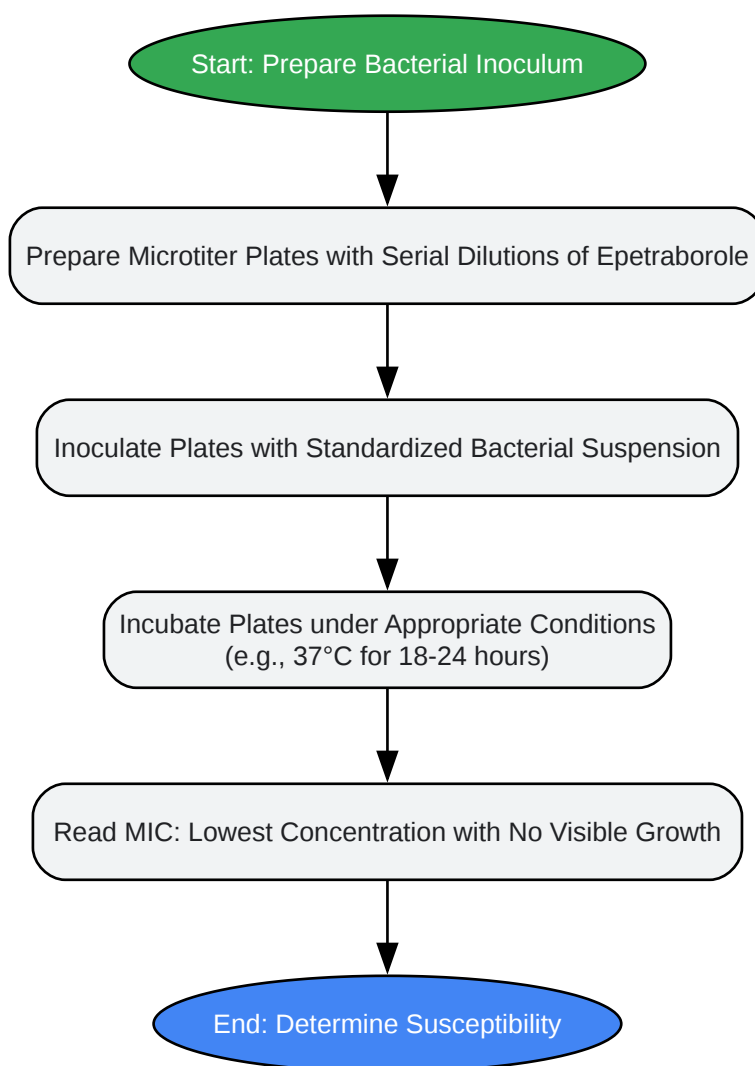 Start: Prepare Bacterial Inoculum
Prepare Microtiter Plates with Serial Dilutions of Epetraborole
Inoculate Plates with Standardized Bacterial Suspension
Incubate Plates under Appropriate Conditions
(e.g., 37°C for 18-24 hours)
Read MIC: Lowest Concentration with No Visible Growth
End: Determine Susceptibility